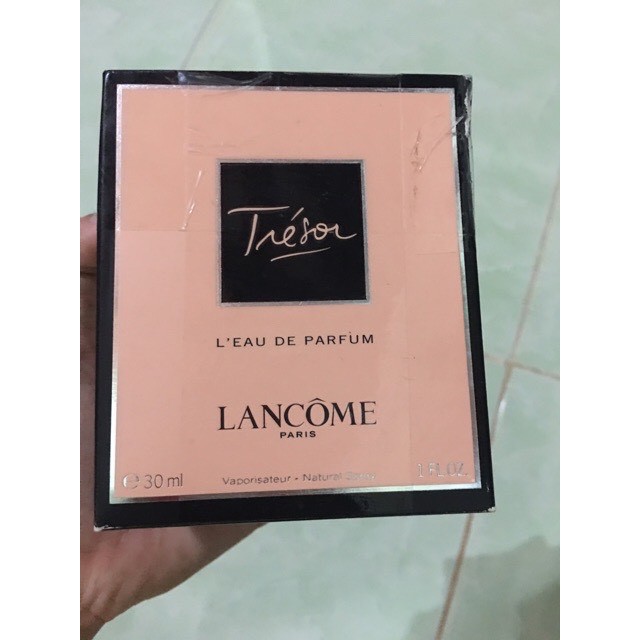 Trésor
L'EAU DE PARFUM
LANCÔME
PARIS
℮ 30 ml
Vaporisateur • Natural Spray
1 FL.OZ.